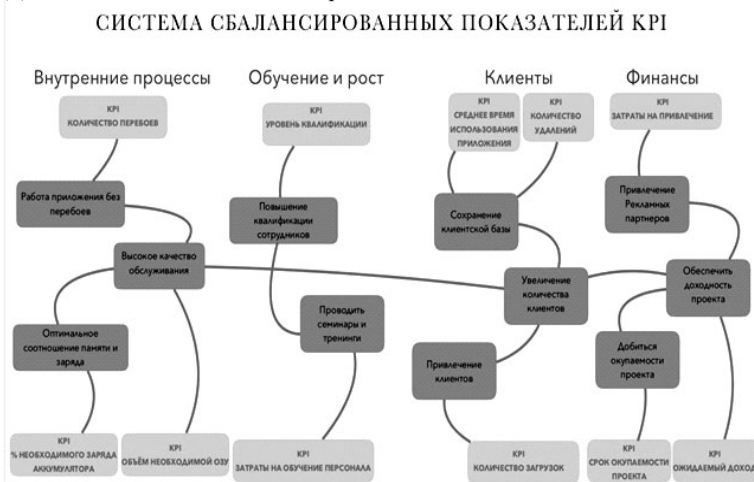 СИСТЕМА СБАЛАНСИРОВАННЫХ ПОКАЗАТЕЛЕЙ KPI
Внутренние процессы
Обучение и рост
Клиенты
Финансы
KPI
КОЛИЧЕСТВО ПЕРЕБОЕВ
KPI
УРОВЕНЬ КВАЛИФИКАЦИИ
KPI
СРЕДНЕЕ ВРЕМЯ
ИСПОЛЬЗОВАНИЯ
ПРИЛОЖЕНИЯ
KPI
КОЛИЧЕСТВО
УДАЛЕНИЙ
KPI
ЗАТРАТЫ НА ПРИВЛЕЧЕНИЕ
Работа приложения без
перебоев
Повышение
квалификации
сотрудников
Сохранение
клиентской базы
Привлечение
Рекламных
партнеров
Высокое качество
обслуживания
Увеличение
количества
клиентов
Обеспечить
доходность
проекта
Оптимальное
соотношение памяти и
заряда
Проводить
семинары и
тренинги
Привлечение
клиентов
Добиться
окупаемости
проекта
KPI
% НЕОБХОДИМОГО ЗАРЯДА
АККУМУЛЯТОРА
KPI
ОБЪЁМ НЕОБХОДИМОЙ ОЗУ
KPI
ЗАТРАТЫ НА ОБУЧЕНИЕ ПЕРСОНАЛА
KPI
КОЛИЧЕСТВО ЗАГРУЗОК
KPI
СРОК ОКУПАЕМОСТИ
ПРОЕКТА
KPI
ОЖИДАЕМЫЙ ДОХОД